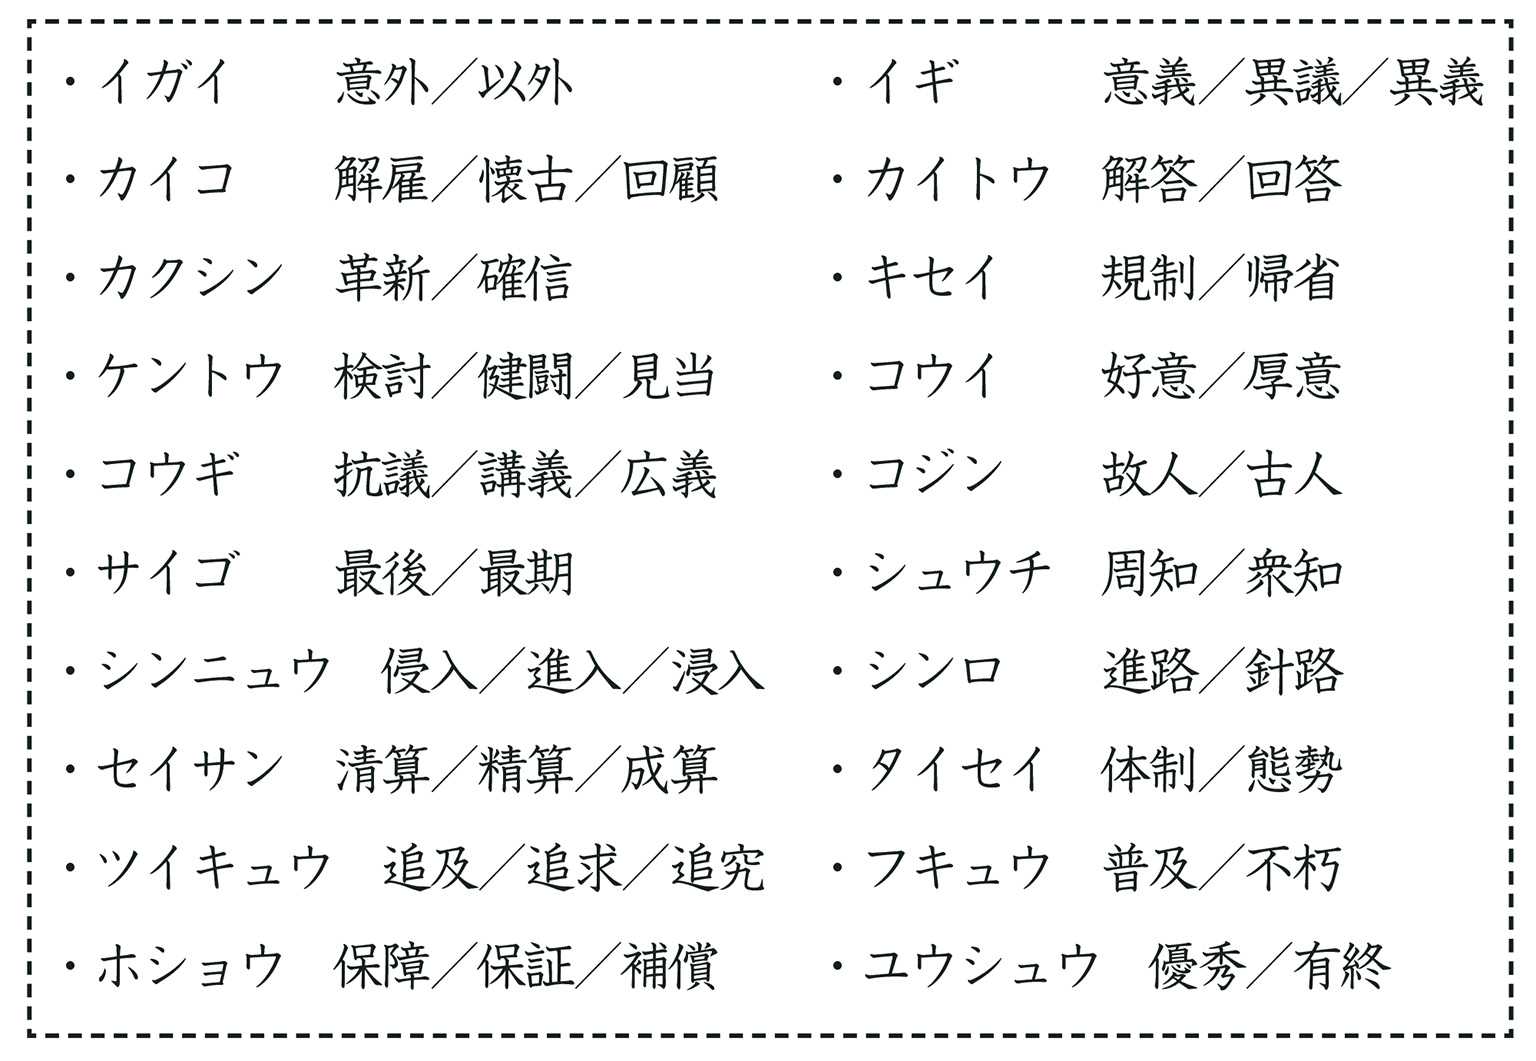 ・イガイ　意外／以外　・イギ　意義／異議／異義
・カイコ　解雇／懐古／回顧　・カイトウ　解答／回答
・カクシン　革新／確信　・キセイ　規制／帰省
・ケントウ　検討／健闘／見当　・コウイ　好意／厚意
・コウギ　抗議／講義／広義　・コジン　故人／古人
・サイゴ　最後／最期　・シュウチ　周知／衆知
・シンニュウ　侵入／進入／浸入　・シンロ　進路／針路
・セイサン　清算／精算／成算　・タイセイ　体制／態勢
・ツイキュウ　追及／追求／追究　・フキュウ　普及／不朽
・ホショウ　保障／保証／補償　・ユウシュウ　優秀／有終